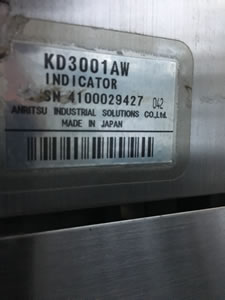 KD3001AW
INDICATOR
SN 4100029427 042
ANRITSU INDUSTRIAL SOLUTIONS CO.,Ltd.
MADE IN JAPAN